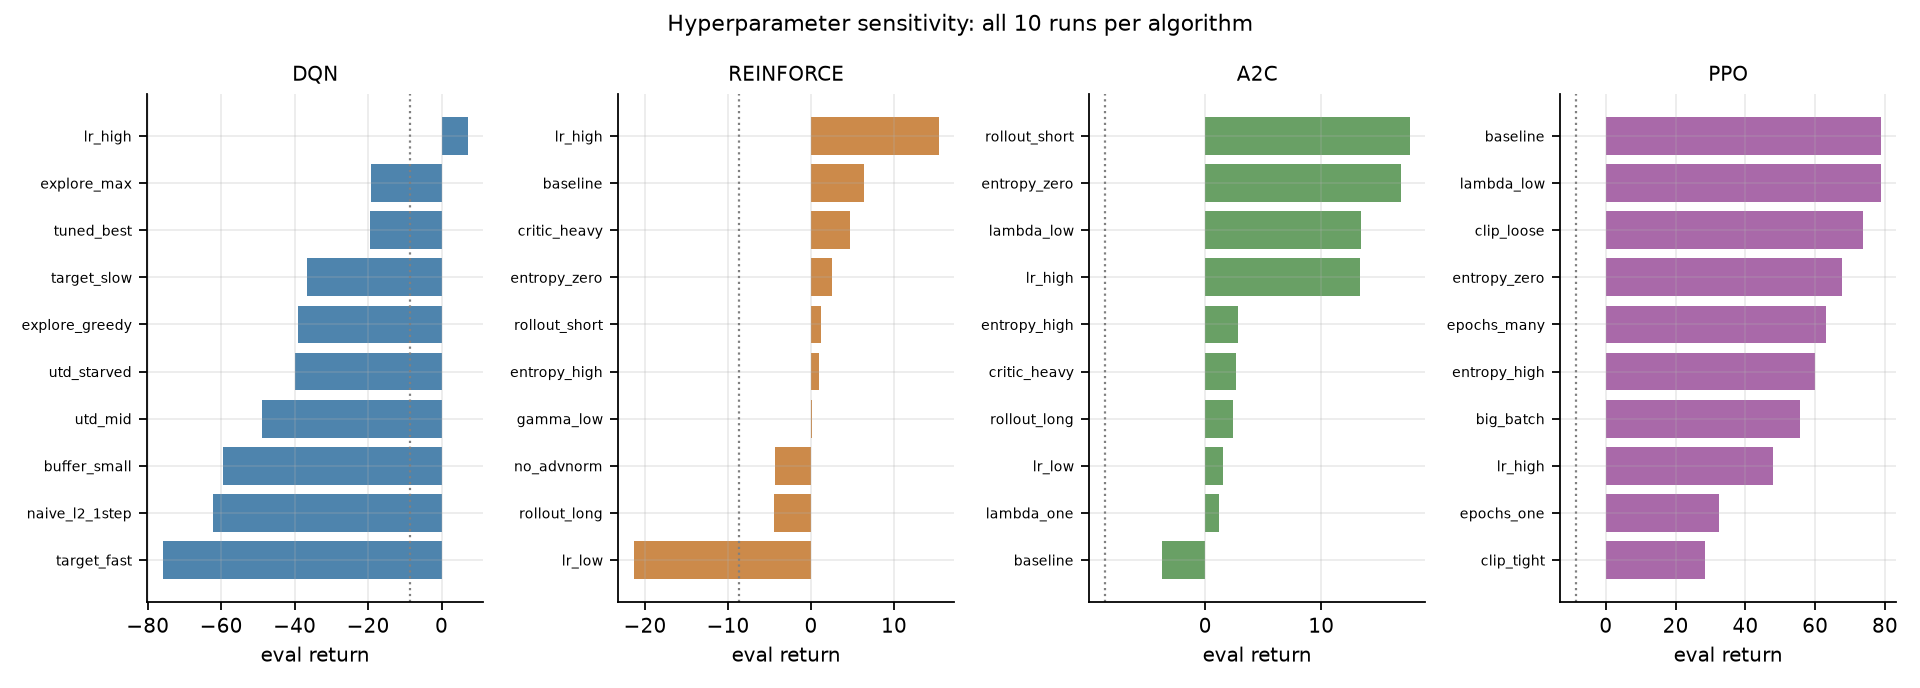 Hyperparameter sensitivity: all 10 runs per algorithm
DQN
lr_high
explore_max
tuned_best
target_slow
explore_greedy
utd_starved
utd_mid
buffer_small
naive_l2_1step
target_fast
−80 −60 −40 −20 0
eval return
REINFORCE
lr_high
baseline
critic_heavy
entropy_zero
rollout_short
entropy_high
gamma_low
no_advnorm
rollout_long
lr_low
−20 −10 0 10
eval return
A2C
rollout_short
entropy_zero
lambda_low
lr_high
entropy_high
critic_heavy
rollout_long
lr_low
lambda_one
baseline
0 10
eval return
PPO
baseline
lambda_low
clip_loose
entropy_zero
epochs_many
entropy_high
big_batch
lr_high
epochs_one
clip_tight
0 20 40 60 80
eval return